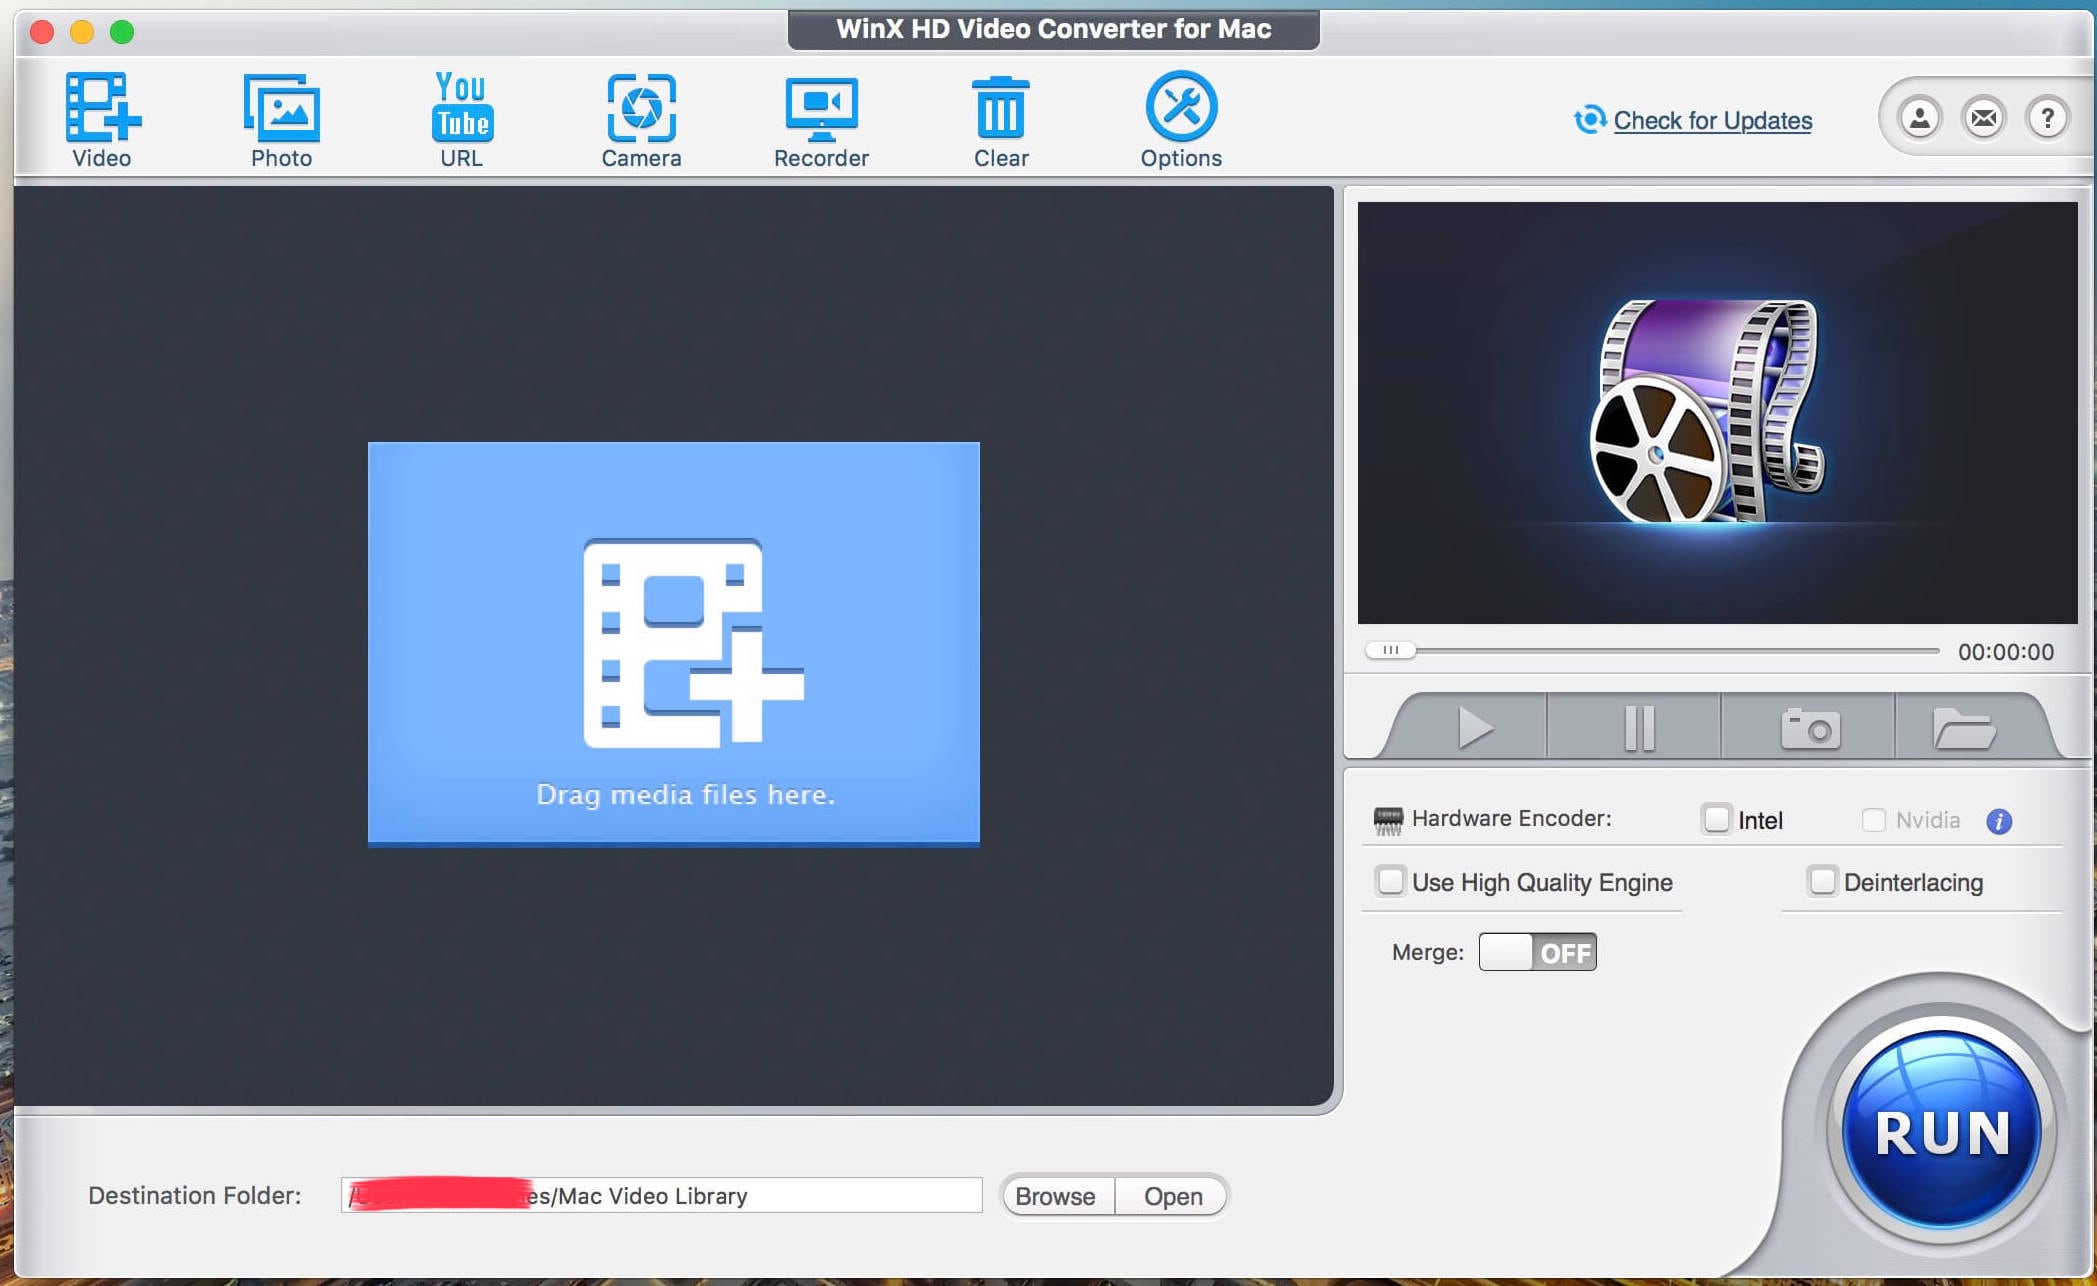 WinX HD Video Converter for Mac
Video
Photo
You
Tube
URL
Camera
Recorder
Clear
Options
Check for Updates
?
Drag media files here.
00:00:00
Hardware Encoder:
Intel
Nvidia
i
Use High Quality Engine
Deinterlacing
Merge:
OFF
RUN
Destination Folder:
es/Mac Video Library
Browse
Open